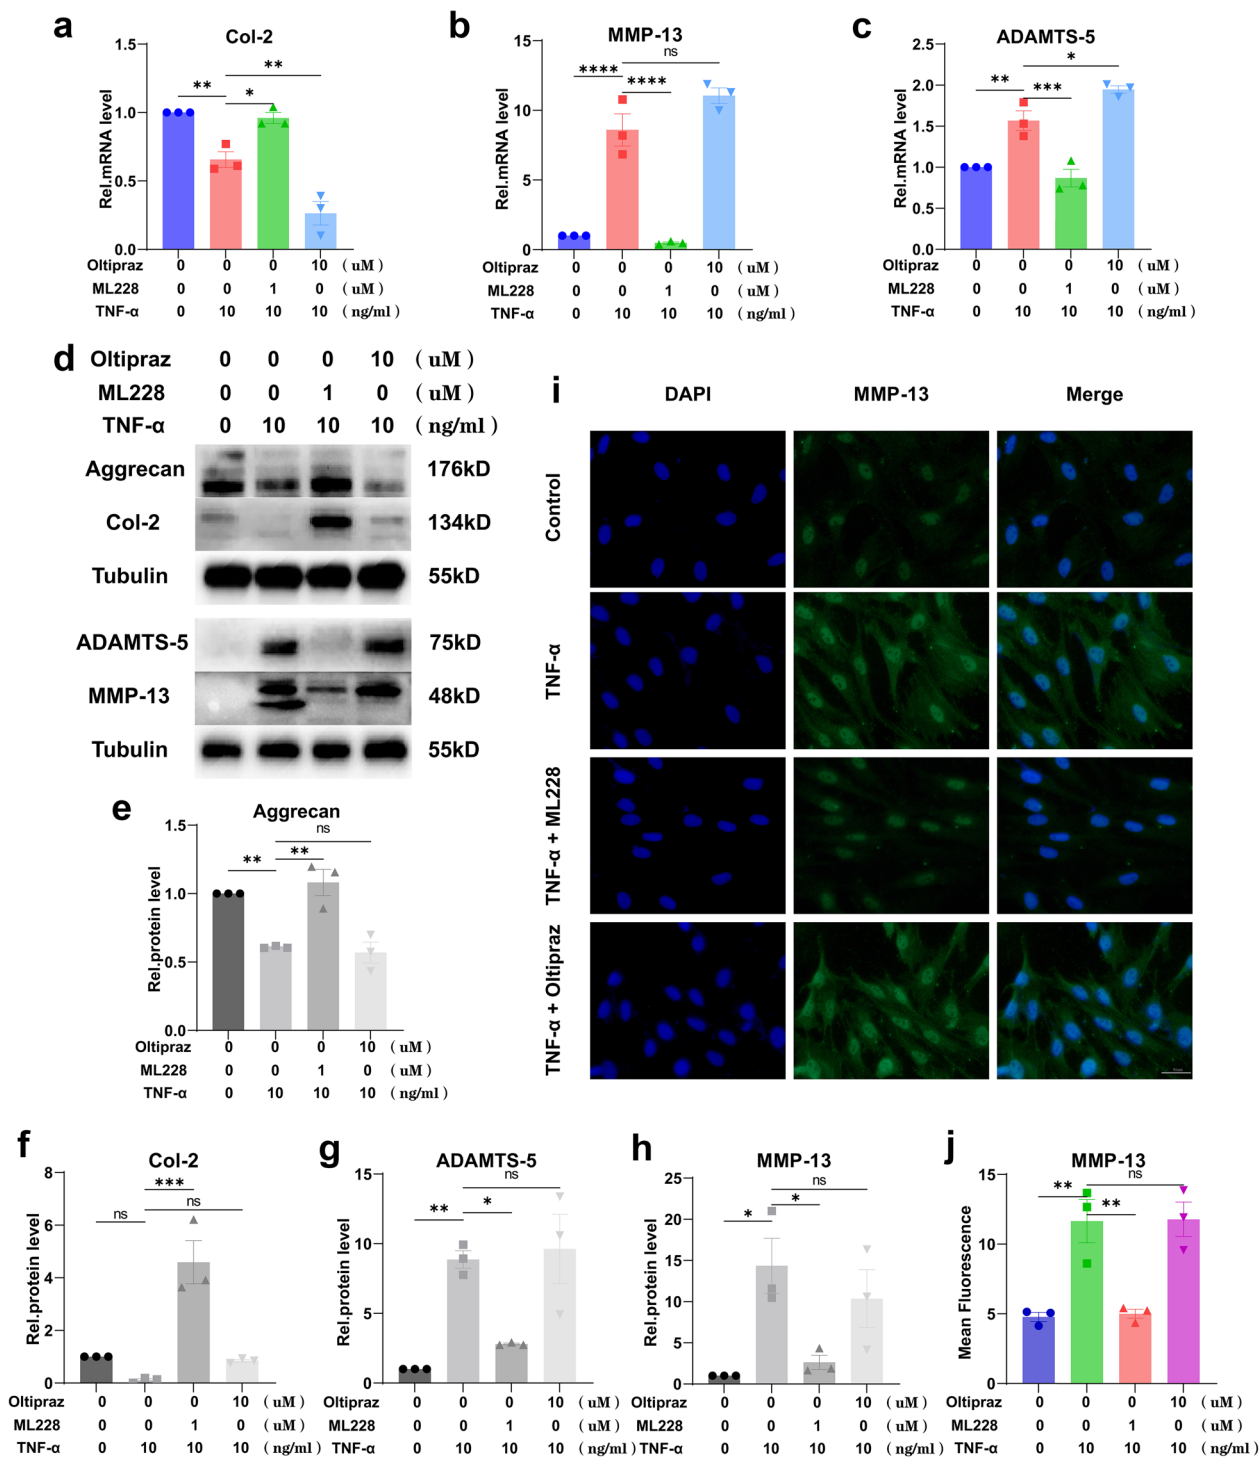 a
Col-2
Rel.mRNA level
1.5
1.0
0.5
0.0
** ** *
Oltipraz 0 0 0 10 ( uM )
ML228 0 0 1 0 ( uM )
TNF-α 0 10 10 10 ( ng/ml )
b
MMP-13
Rel.mRNA level
15
10
5
0
**** **** ns
Oltipraz 0 0 0 10 ( uM )
ML228 0 0 1 0 ( uM )
TNF-α 0 10 10 10 ( ng/ml )
c
ADAMTS-5
Rel.mRNA level
2.5
2.0
1.5
1.0
0.5
0.0
** *** *
Oltipraz 0 0 0 10 ( uM )
ML228 0 0 1 0 ( uM )
TNF-α 0 10 10 10 ( ng/ml )
d
Oltipraz 0 0 0 10 ( uM )
ML228 0 0 1 0 ( uM )
TNF-α 0 10 10 10 ( ng/ml )
Aggrecan 176kD
Col-2 134kD
Tubulin 55kD
ADAMTS-5 75kD
MMP-13 48kD
Tubulin 55kD
i
DAPI MMP-13 Merge
Control
TNF-α
TNF-α + ML228
TNF-α + Oltipraz
e
Aggrecan
Rel.protein level
1.5
1.0
0.5
0.0
** ** ns
Oltipraz 0 0 0 10 ( uM )
ML228 0 0 1 0 ( uM )
TNF-α 0 10 10 10 ( ng/ml )
f
Col-2
Rel.protein level
8
6
4
2
0
ns *** ns
Oltipraz 0 0 0 10 ( uM )
ML228 0 0 1 0 ( uM )
TNF-α 0 10 10 10 ( ng/ml )
g
ADAMTS-5
Rel.protein level
15
10
5
0
** * ns
Oltipraz 0 0 0 10 ( uM )
ML228 0 0 1 0 ( uM )
TNF-α 0 10 10 10 ( ng/ml )
h
MMP-13
Rel.protein level
25
20
15
10
5
0
* * ns
Oltipraz 0 0 0 10 ( uM )
ML228 0 0 1 0 ( uM )
TNF-α 0 10 10 10 ( ng/ml )
j
MMP-13
Mean Fluorescence
15
10
5
0
** ** ns
Oltipraz 0 0 0 10 ( uM )
ML228 0 0 1 0 ( uM )
TNF-α 0 10 10 10 ( ng/ml )